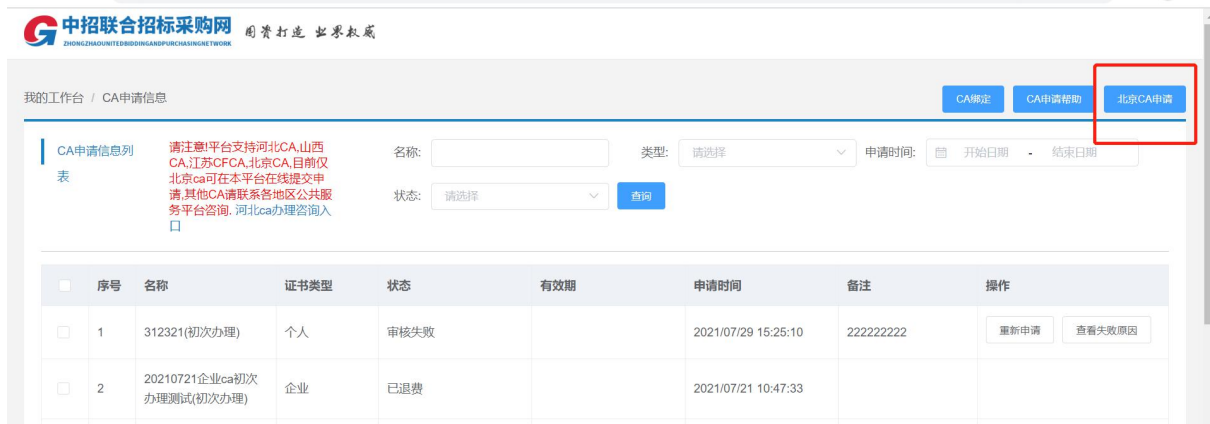 中招联合招标采购网
ZHONGZHAOUNITEDBIDDINGANDPURCHASINGNETWORK
国资打造 业界权威
我的工作台 / CA申请信息
CA绑定
CA申请帮助
北京CA申请
CA申请信息列
表
请注意!平台支持河北CA,山西
CA,江苏CFCA,北京CA,目前仅
北京ca可在本平台在线提交申
请,其他CA请联系各地区公共服
务平台咨询. 河北ca办理咨询入
口
名称:
类型: 请选择
申请时间: 开始日期 - 结束日期
状态: 请选择
查询
序号 名称 证书类型 状态 有效期 申请时间 备注 操作
1 312321(初次办理) 个人 审核失败 2021/07/29 15:25:10 222222222 重新申请 查看失败原因
2 20210721企业ca初次
办理测试(初次办理) 企业 已退费 2021/07/21 10:47:33